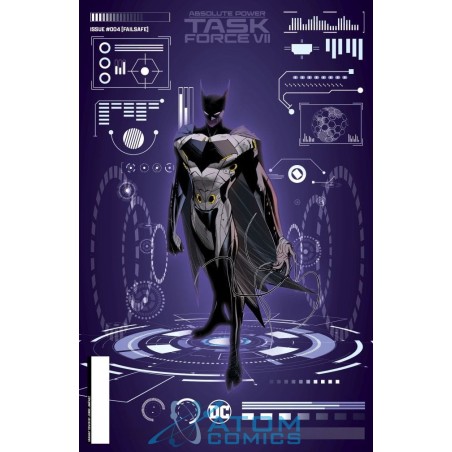 ABSOLUTE POWER
TASK
FORCE VII
ISSUE #004 [FAILSAFE]
DC
ATOM
COMICS